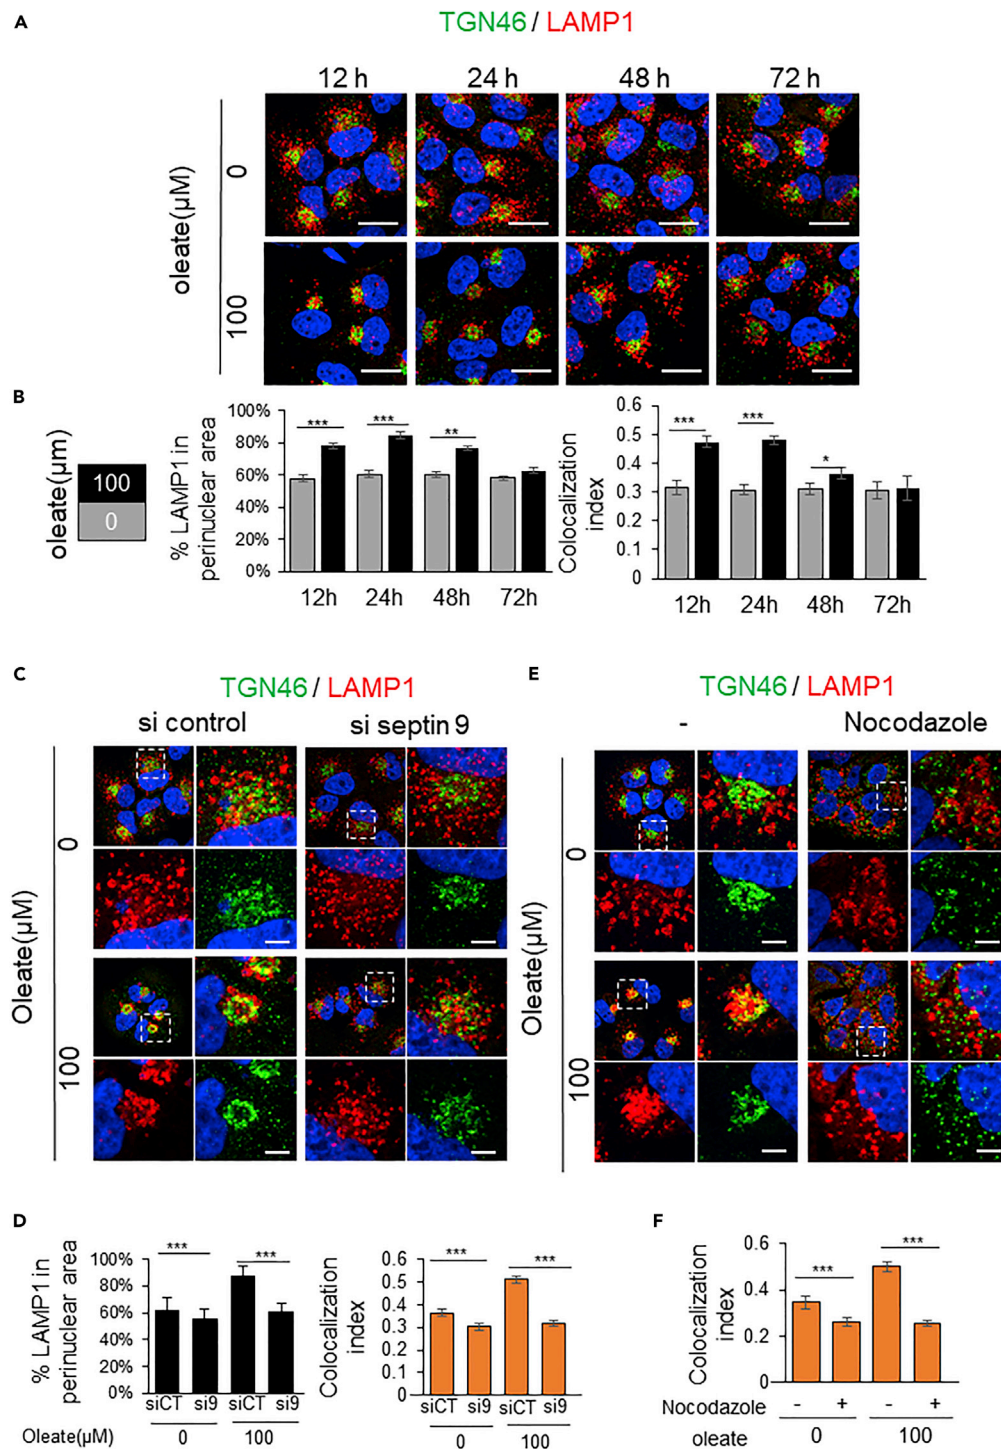 A
TGN46 / LAMP1
12 h 24 h 48 h 72 h
oleate(µM)
0
100
B
oleate(µm)
100
0
% LAMP1 in
perinuclear area
100%
80%
60%
40%
20%
0%
*** *** **
12h 24h 48h 72h
Colocalization
index
0.6
0.5
0.4
0.3
0.2
0.1
0
*** *** *
12h 24h 48h 72h
C
TGN46 / LAMP1
si control si septin 9
Oleate(µM)
0
100
E
TGN46 / LAMP1
- Nocodazole
Oleate(µM)
0
100
D
% LAMP1 in
perinuclear area
100%
80%
60%
40%
20%
0%
*** ***
siCT si9 siCT si9
Oleate(µM) 0 100
Colocalization
index
0.6
0.5
0.4
0.3
0.2
0.1
0
*** ***
siCT si9 siCT si9
0 100
F
Colocalization
index
0.6
0.4
0.2
0
*** ***
Nocodazole - + - +
oleate 0 100